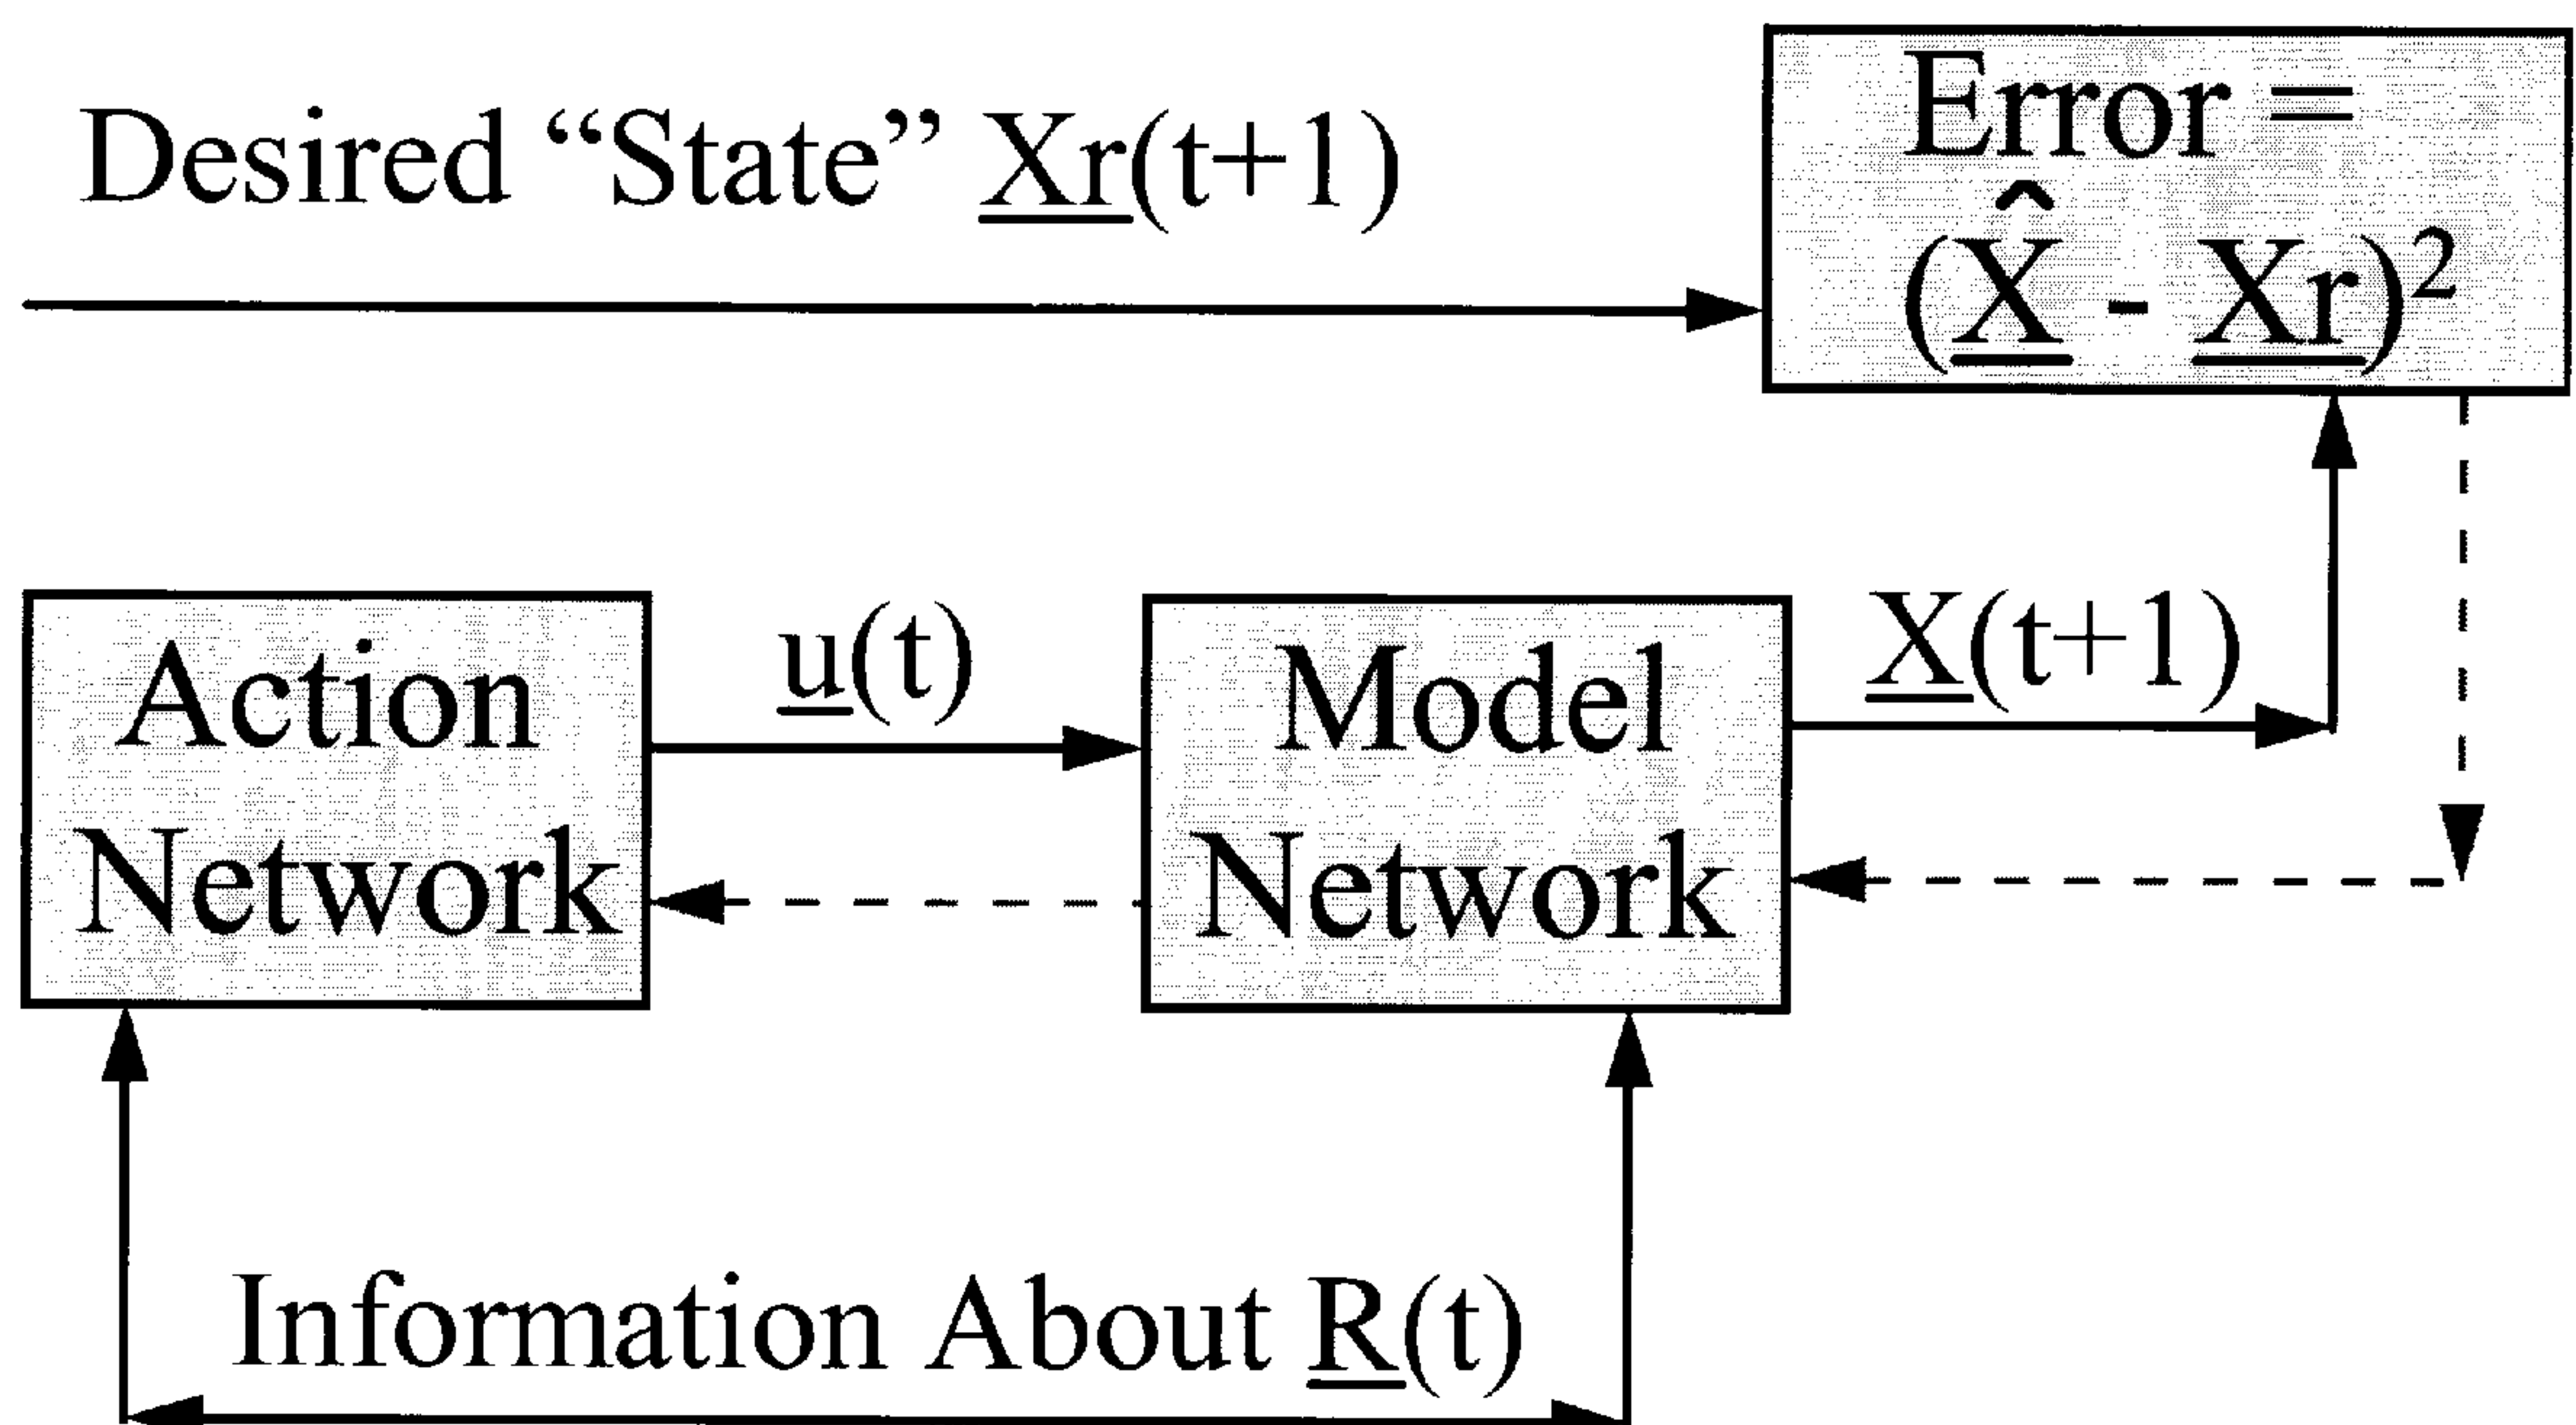 Desired “State” Xr(t+1)
Error =
(X̂ - Xr)²
Action
Network
u(t)
Model
Network
X(t+1)
Information About R(t)